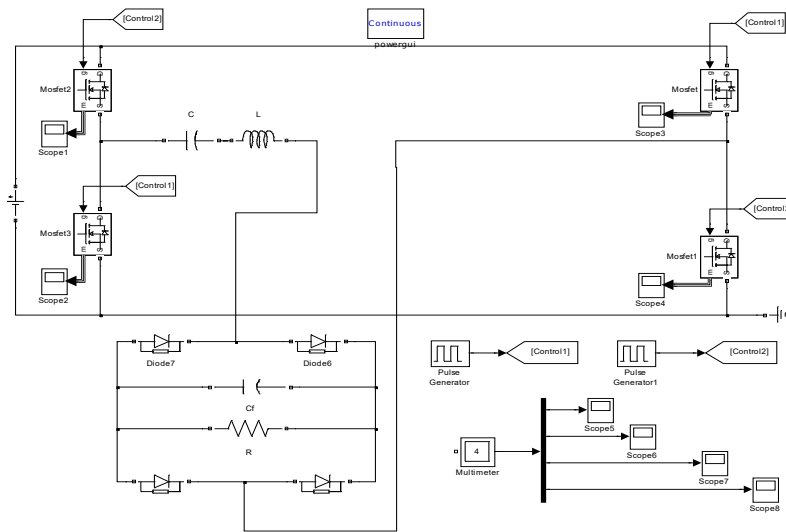 [Control2]
Continuous
powergui
[Control1]
Mosfet2
Mosfet
g
D
E
S
g
D
E
S
C
L
Scope1
Scope3
[Control1]
Mosfet3
Mosfet1
g
D
E
S
g
D
E
S
Scope2
Scope4
Diode7
Diode6
Cf
R
Pulse
Generator
[Control1]
Pulse
Generator1
[Control2]
4
Multimeter
Scope5
Scope6
Scope7
Scope8